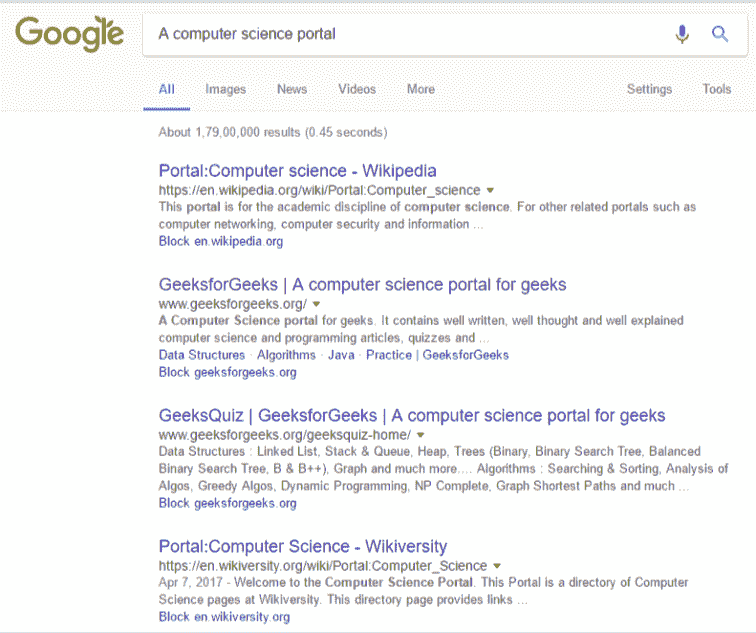 Google
A computer science portal
All Images News Videos More Settings Tools
About 1,79,00,000 results (0.45 seconds)
Portal:Computer science - Wikipedia
https://en.wikipedia.org/wiki/Portal:Computer_science
This portal is for the academic discipline of computer science. For other related portals such as
computer networking, computer security and information ...
Block en.wikipedia.org
GeeksforGeeks | A computer science portal for geeks
www.geeksforgeeks.org/
A Computer Science portal for geeks. It contains well written, well thought and well explained
computer science and programming articles, quizzes and ...
Data Structures · Algorithms · Java · Practice | GeeksforGeeks
Block geeksforgeeks.org
GeeksQuiz | GeeksforGeeks | A computer science portal for geeks
www.geeksforgeeks.org/geeksquiz-home/
Data Structures : Linked List, Stack & Queue, Heap, Trees (Binary, Binary Search Tree, Balanced
Binary Search Tree, B & B++), Graph and much more.... Algorithms : Searching & Sorting, Analysis of
Algos, Greedy Algos, Dynamic Programming, NP Complete, Graph Shortest Paths and much ...
Block geeksforgeeks.org
Portal:Computer Science - Wikiversity
https://en.wikiversity.org/wiki/Portal:Computer_Science
Apr 7, 2017 - Welcome to the Computer Science Portal. This Portal is a directory of Computer
Science pages at Wikiversity. This directory page provides links ...
Block en.wikiversity.org